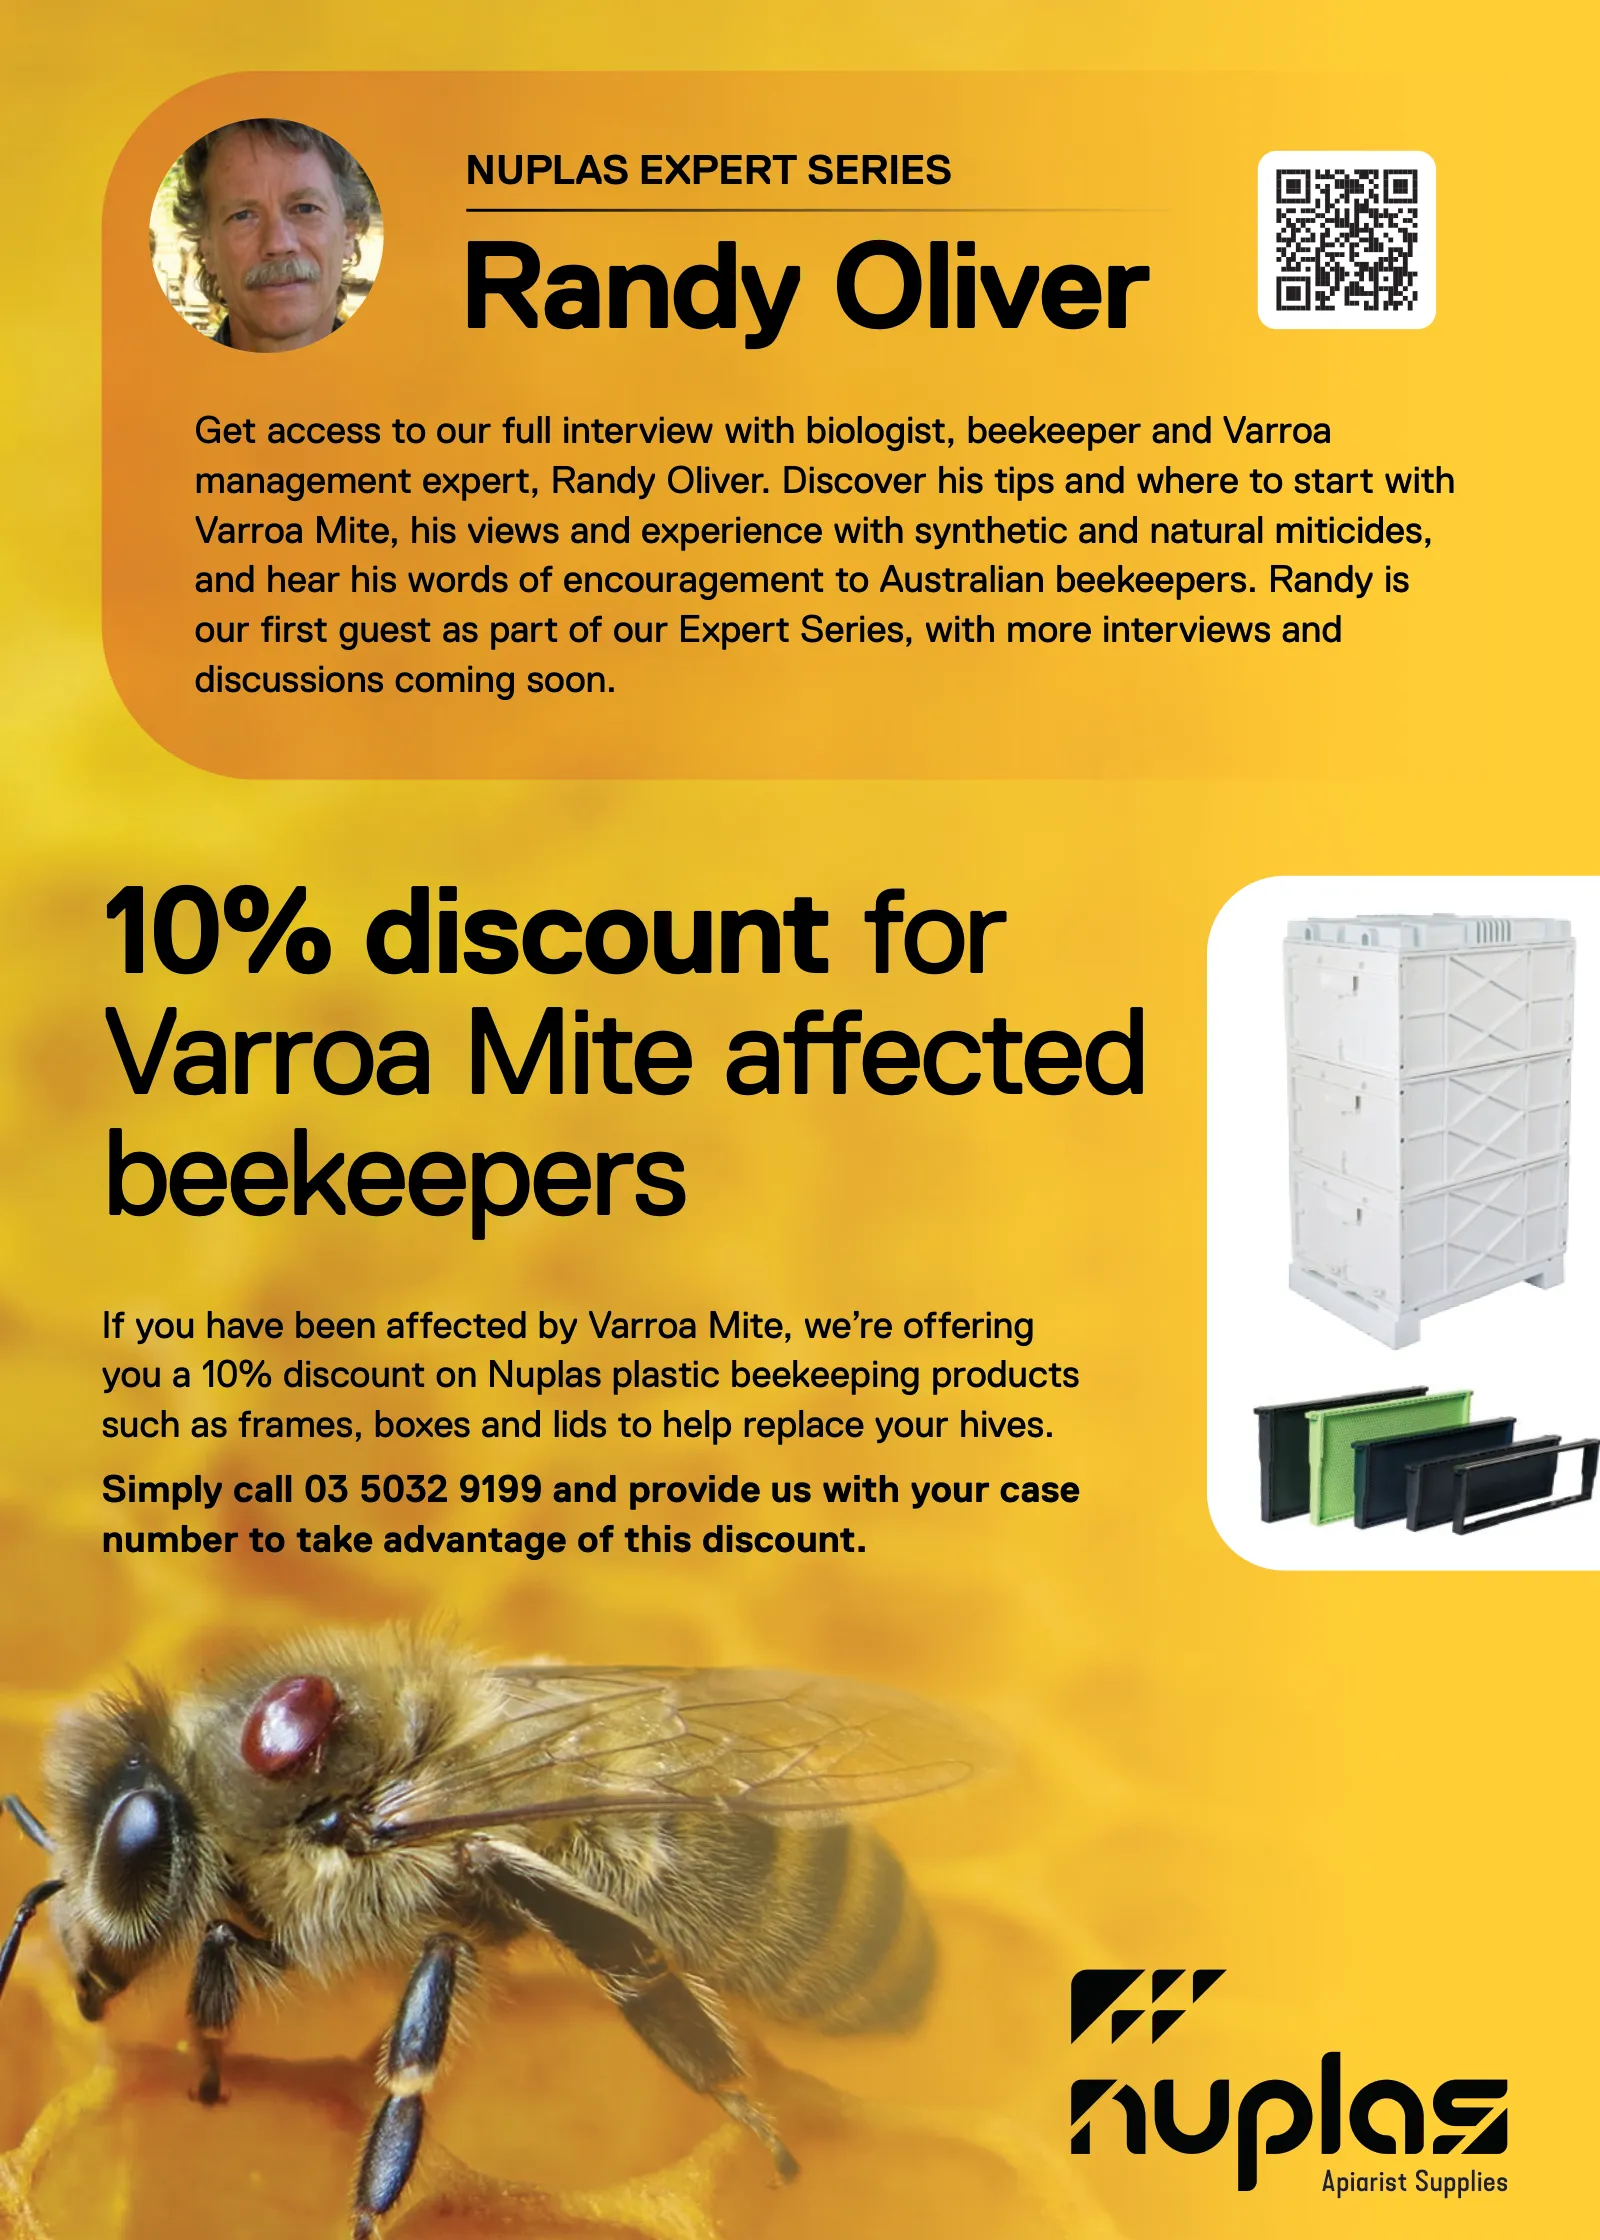 NUPLAS EXPERT SERIES
Randy Oliver
Get access to our full interview with biologist, beekeeper and Varroa
management expert, Randy Oliver. Discover his tips and where to start with
Varroa Mite, his views and experience with synthetic and natural miticides,
and hear his words of encouragement to Australian beekeepers. Randy is
our first guest as part of our Expert Series, with more interviews and
discussions coming soon.
10% discount for
Varroa Mite affected
beekeepers
If you have been affected by Varroa Mite, we’re offering
you a 10% discount on Nuplas plastic beekeeping products
such as frames, boxes and lids to help replace your hives.
Simply call 03 5032 9199 and provide us with your case
number to take advantage of this discount.
nuplas
Apiarist Supplies